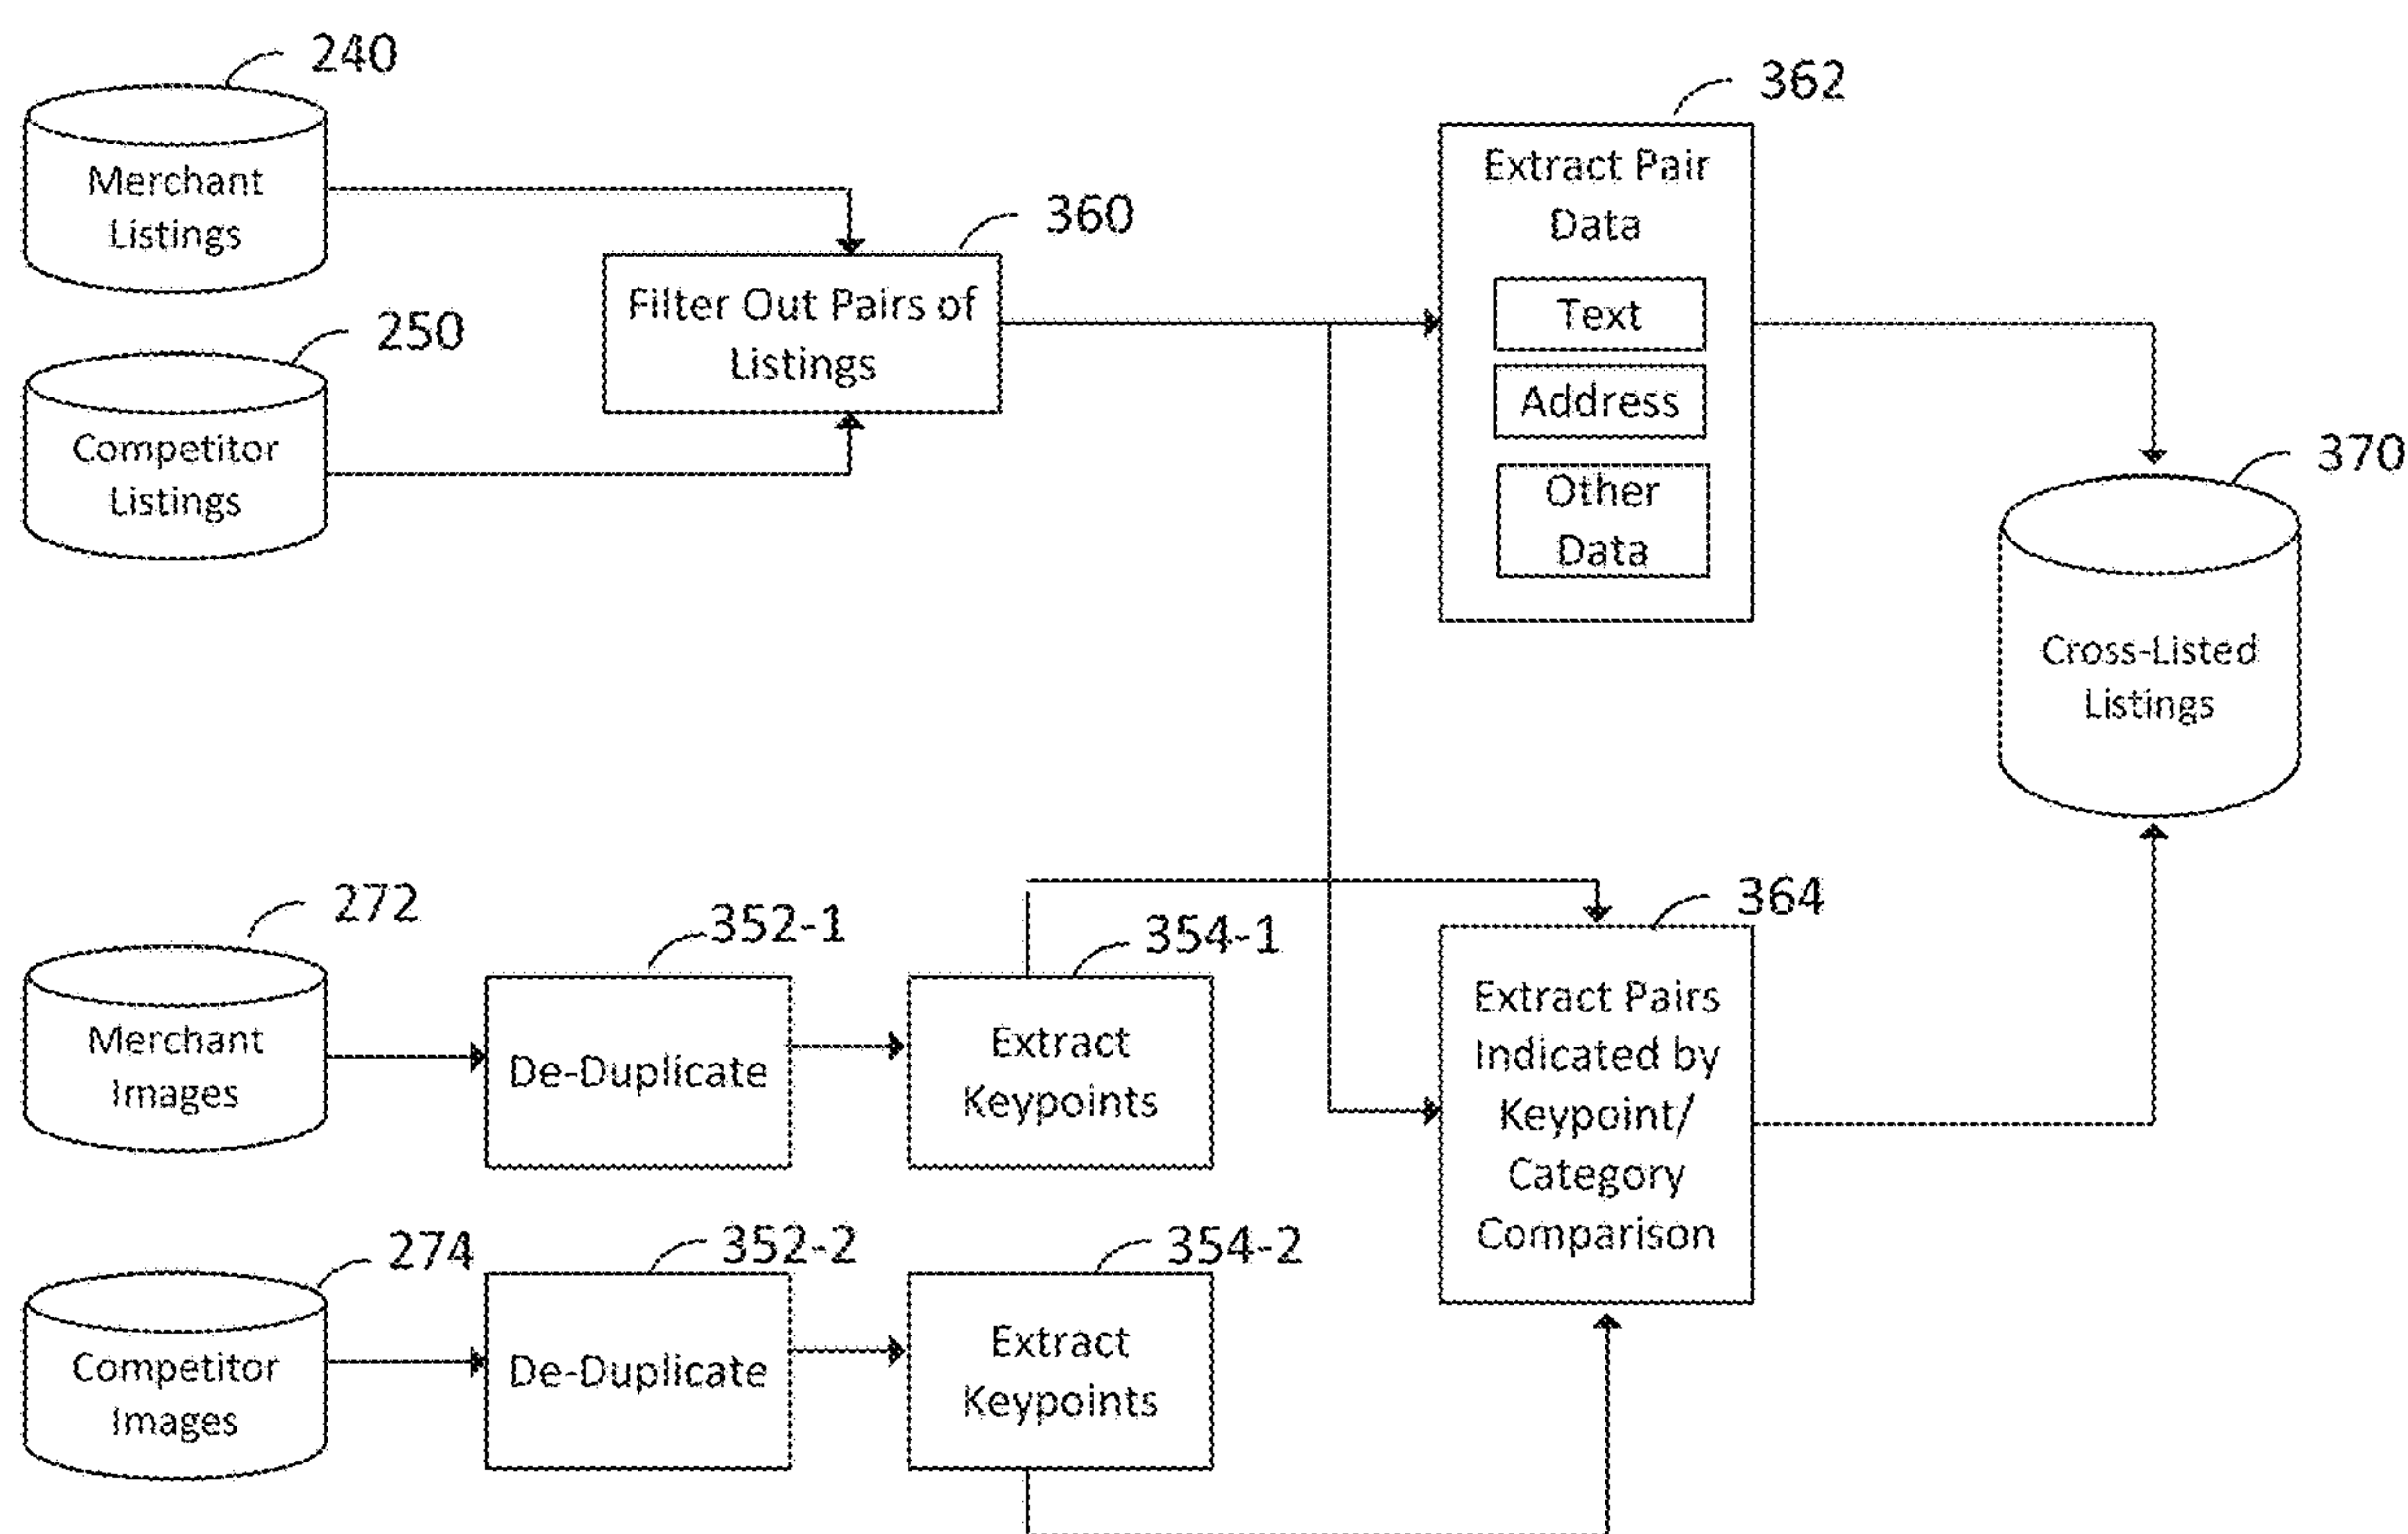 240
Merchant
Listings
250
Competitor
Listings
360
Filter Out Pairs of
Listings
362
Extract Pair
Data
Text
Address
Other
Data
370
Cross-Listed
Listings
272
Merchant
Images
352-1
De-Duplicate
354-1
Extract
Keypoints
364
Extract Pairs
Indicated by
Keypoint/
Category
Comparison
274
Competitor
Images
352-2
De-Duplicate
354-2
Extract
Keypoints